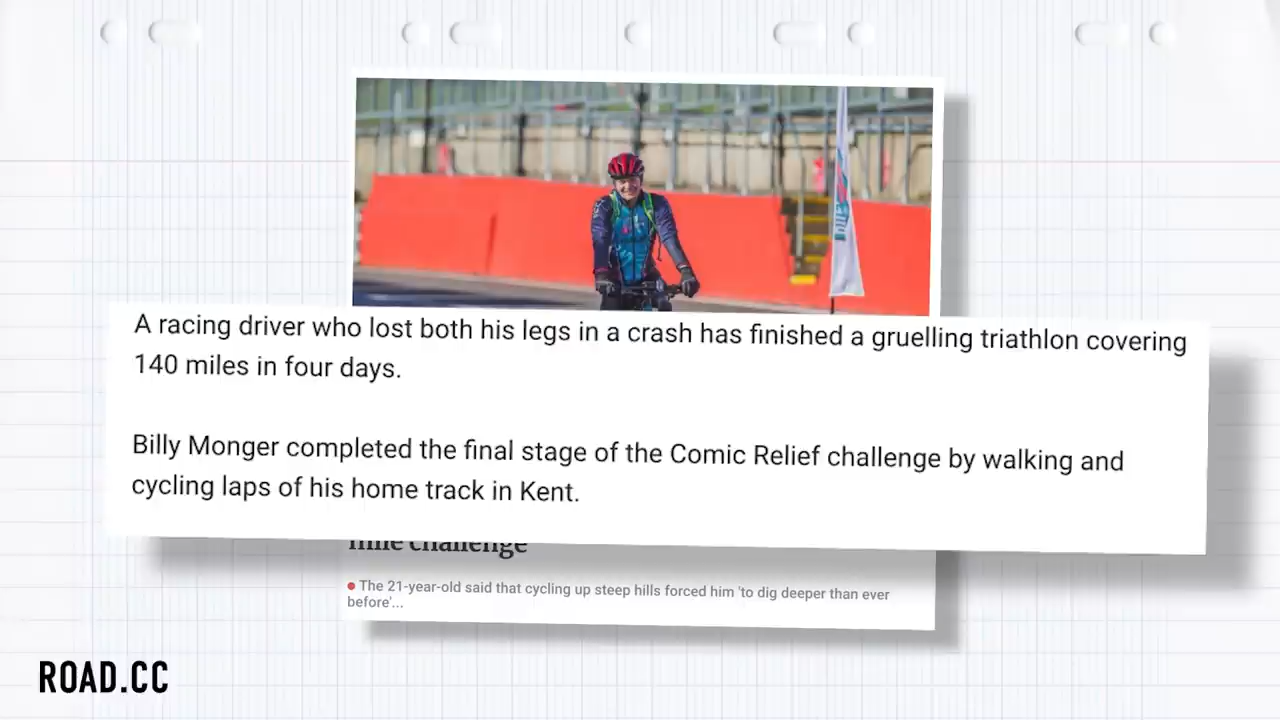 A racing driver who lost both his legs in a crash has finished a gruelling triathlon covering
140 miles in four days.
Billy Monger completed the final stage of the Comic Relief challenge by walking and
cycling laps of his home track in Kent.
mile challenge
The 21-year-old said that cycling up steep hills forced him 'to dig deeper than ever
before'...
ROAD.CC